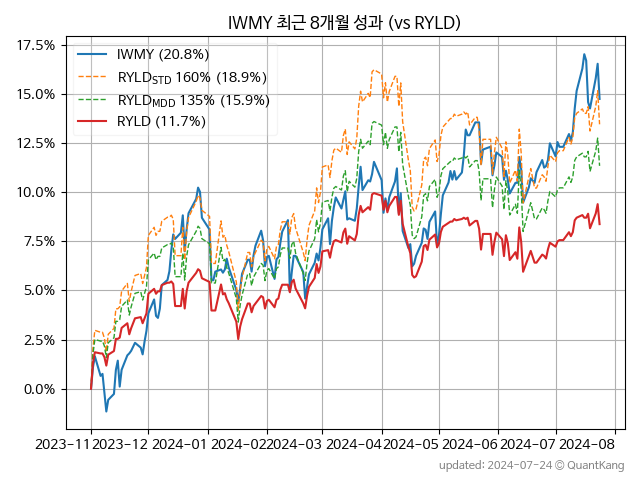 IWMY 최근 8개월 성과 (vs RYLD)
IWMY (20.8%)
RYLD_STD 160% (18.9%)
RYLD_MDD 135% (15.9%)
RYLD (11.7%)
17.5%
15.0%
12.5%
10.0%
7.5%
5.0%
2.5%
0.0%
2023-11 2023-12 2024-01 2024-02 2024-03 2024-04 2024-05 2024-06 2024-07 2024-08
updated: 2024-07-24 © QuantKang